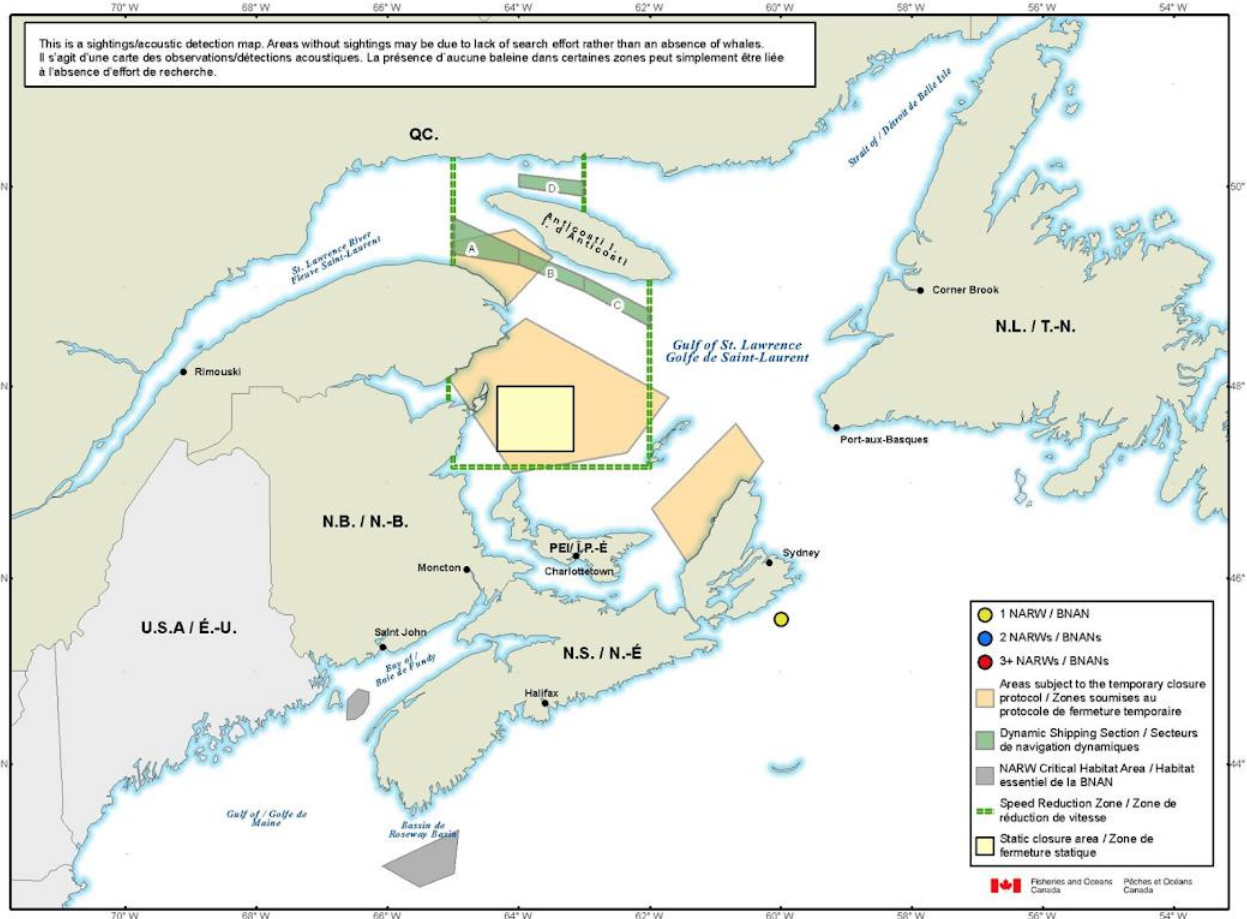 70°W
68°W
66°W
64°W
62°W
60°W
58°W
56°W
54°W
This is a sightings/acoustic detection map. Areas without sightings may be due to lack of search effort rather than an absence of whales.
Il s'agit d'une carte des observations/détections acoustiques. La présence d'aucune baleine dans certaines zones peut simplement être liée
à l'absence d'effort de recherche.
QC.
Strait of / Détroit de Belle Isle
N
50°N
D
Anticosti I.
I. d'Anticosti
St. Lawrence River
Fleuve Saint-Laurent
A
B
C
Corner Brook
N.L. / T.-N.
Gulf of St. Lawrence
Golfe de Saint-Laurent
Rimouski
N
48°N
Port-aux-Basques
N.B. / N.-B.
PEI/ Î.P.-É
Charlottetown
Moncton
Sydney
N
46°N
U.S.A / É.-U.
Saint John
Bay of /
Baie de Fundy
N.S. / N.-É
Halifax
N
44°N
Gulf of / Golfe de
Maine
Bassin de
Roseway Basin
1 NARW / BNAN
2 NARWs / BNANs
3+ NARWs / BNANs
Areas subject to the temporary closure
protocol / Zones soumises au
protocole de fermeture temporaire
Dynamic Shipping Section / Secteurs
de navigation dynamiques
NARW Critical Habitat Area / Habitat
essentiel de la BNAN
Speed Reduction Zone / Zone de
réduction de vitesse
Static closure area / Zone de
fermeture statique
Fisheries and Oceans
Canada
Pêches et Océans
Canada
70°W
68°W
66°W
64°W
62°W
60°W
58°W
56°W
54°W